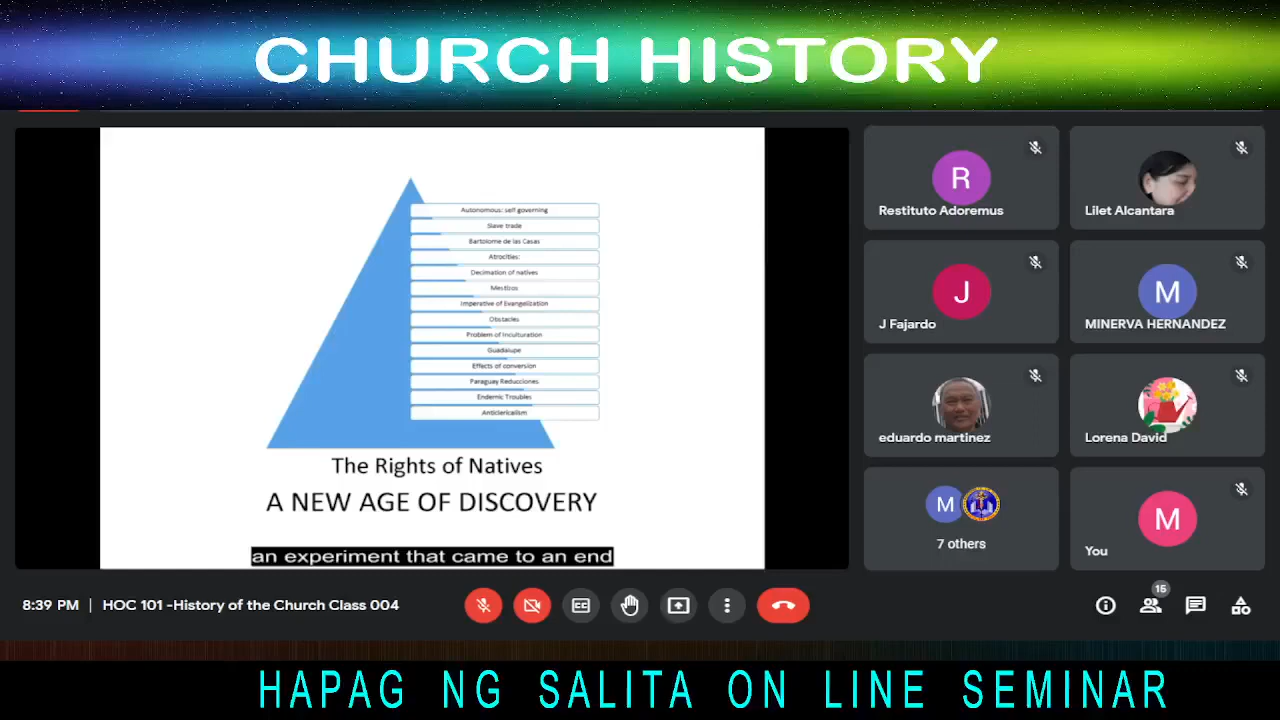 CHURCH HISTORY
Autonomous: self governing
Slave trade
Bartolome de las Casas
Atrocities:
Decimation of natives
Mestizos
Imperative of Evangelization
Obstacles
Problem of Inculturation
Guadalupe
Effects of conversion
Paraguay Reducciones
Endemic Troubles
Anticlericalism
The Rights of Natives
A NEW AGE OF DISCOVERY
an experiment that came to an end
R
Restituto Adoremus
Lilet Alcantara
J
M
MINERVA HERNANDEZ
eduardo martinez
Lorena David
M
7 others
M
You
8:39 PM | HOC 101 -History of the Church Class 004
CC
15
HAPAG NG SALITA ON LINE SEMINAR